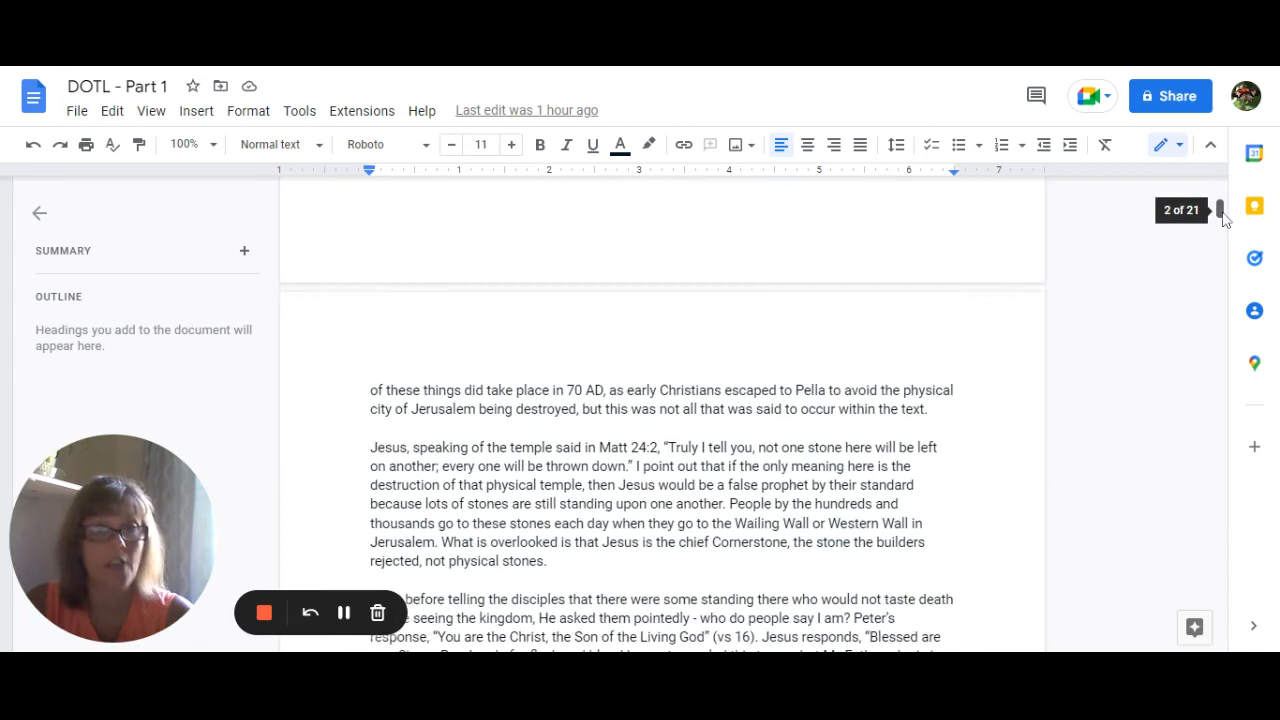 DOTL - Part 1
File Edit View Insert Format Tools Extensions Help Last edit was 1 hour ago
Share
100% Normal text Roboto 11 B I U A
1 1 2 3 4 5 6 7
31
2 of 21
SUMMARY
OUTLINE
Headings you add to the document will
appear here.
of these things did take place in 70 AD, as early Christians escaped to Pella to avoid the physical
city of Jerusalem being destroyed, but this was not all that was said to occur within the text.
Jesus, speaking of the temple said in Matt 24:2, “Truly I tell you, not one stone here will be left
on another; every one will be thrown down.” I point out that if the only meaning here is the
destruction of that physical temple, then Jesus would be a false prophet by their standard
because lots of stones are still standing upon one another. People by the hundreds and
thousands go to these stones each day when they go to the Wailing Wall or Western Wall in
Jerusalem. What is overlooked is that Jesus is the chief Cornerstone, the stone the builders
rejected, not physical stones.
before telling the disciples that there were some standing there who would not taste death
seeing the kingdom, He asked them pointedly - who do people say I am? Peter’s
response, “You are the Christ, the Son of the Living God” (vs 16). Jesus responds, “Blessed are